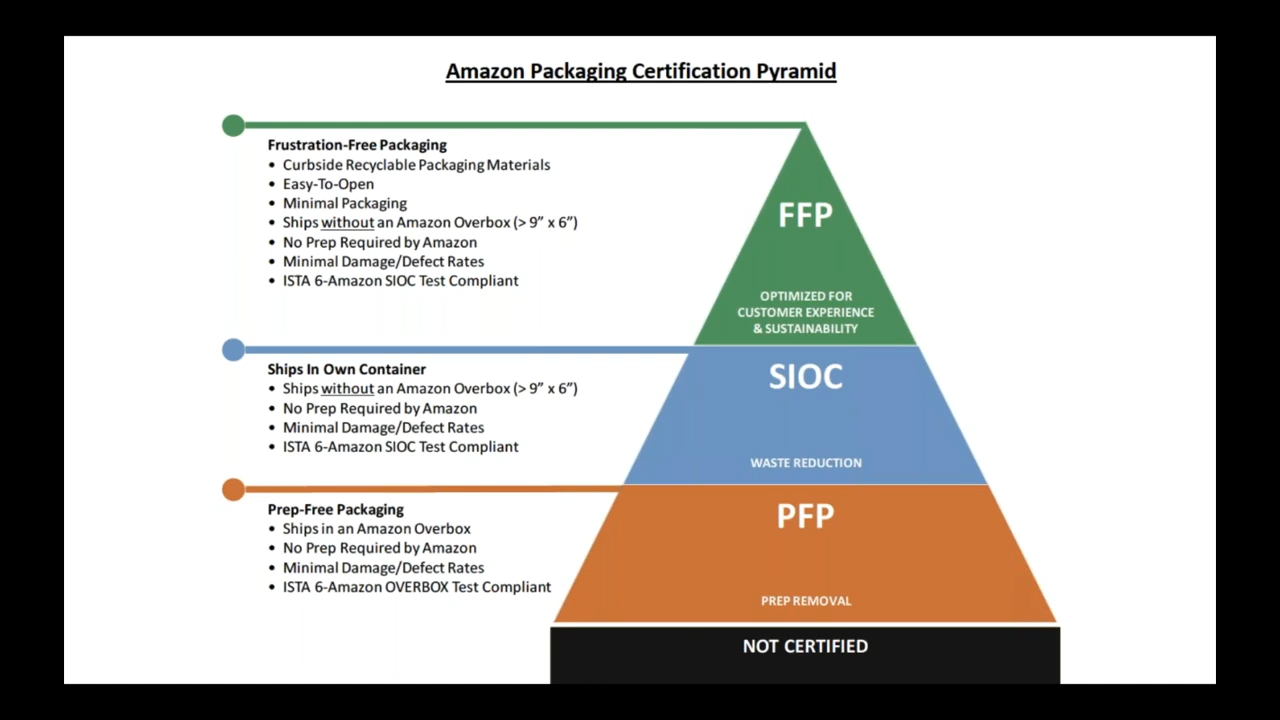 Amazon Packaging Certification Pyramid
Frustration-Free Packaging
• Curbside Recyclable Packaging Materials
• Easy-To-Open
• Minimal Packaging
• Ships without an Amazon Overbox (> 9” x 6”)
• No Prep Required by Amazon
• Minimal Damage/Defect Rates
• ISTA 6-Amazon SIOC Test Compliant
FFP
OPTIMIZED FOR
CUSTOMER EXPERIENCE
& SUSTAINABILITY
Ships In Own Container
• Ships without an Amazon Overbox (> 9” x 6”)
• No Prep Required by Amazon
• Minimal Damage/Defect Rates
• ISTA 6-Amazon SIOC Test Compliant
SIOC
WASTE REDUCTION
Prep-Free Packaging
• Ships in an Amazon Overbox
• No Prep Required by Amazon
• Minimal Damage/Defect Rates
• ISTA 6-Amazon OVERBOX Test Compliant
PFP
PREP REMOVAL
NOT CERTIFIED